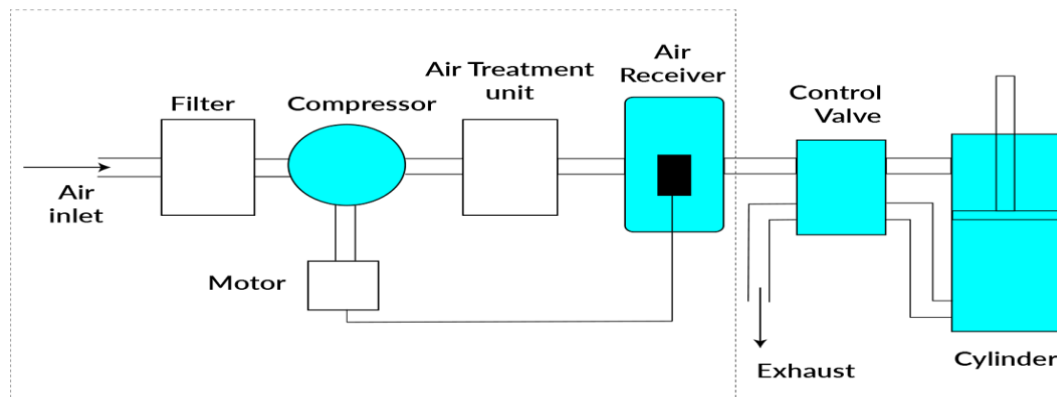 Air
Receiver
Air Treatment
unit
Control
Valve
Filter
Compressor
Air
inlet
Motor
Exhaust
Cylinder